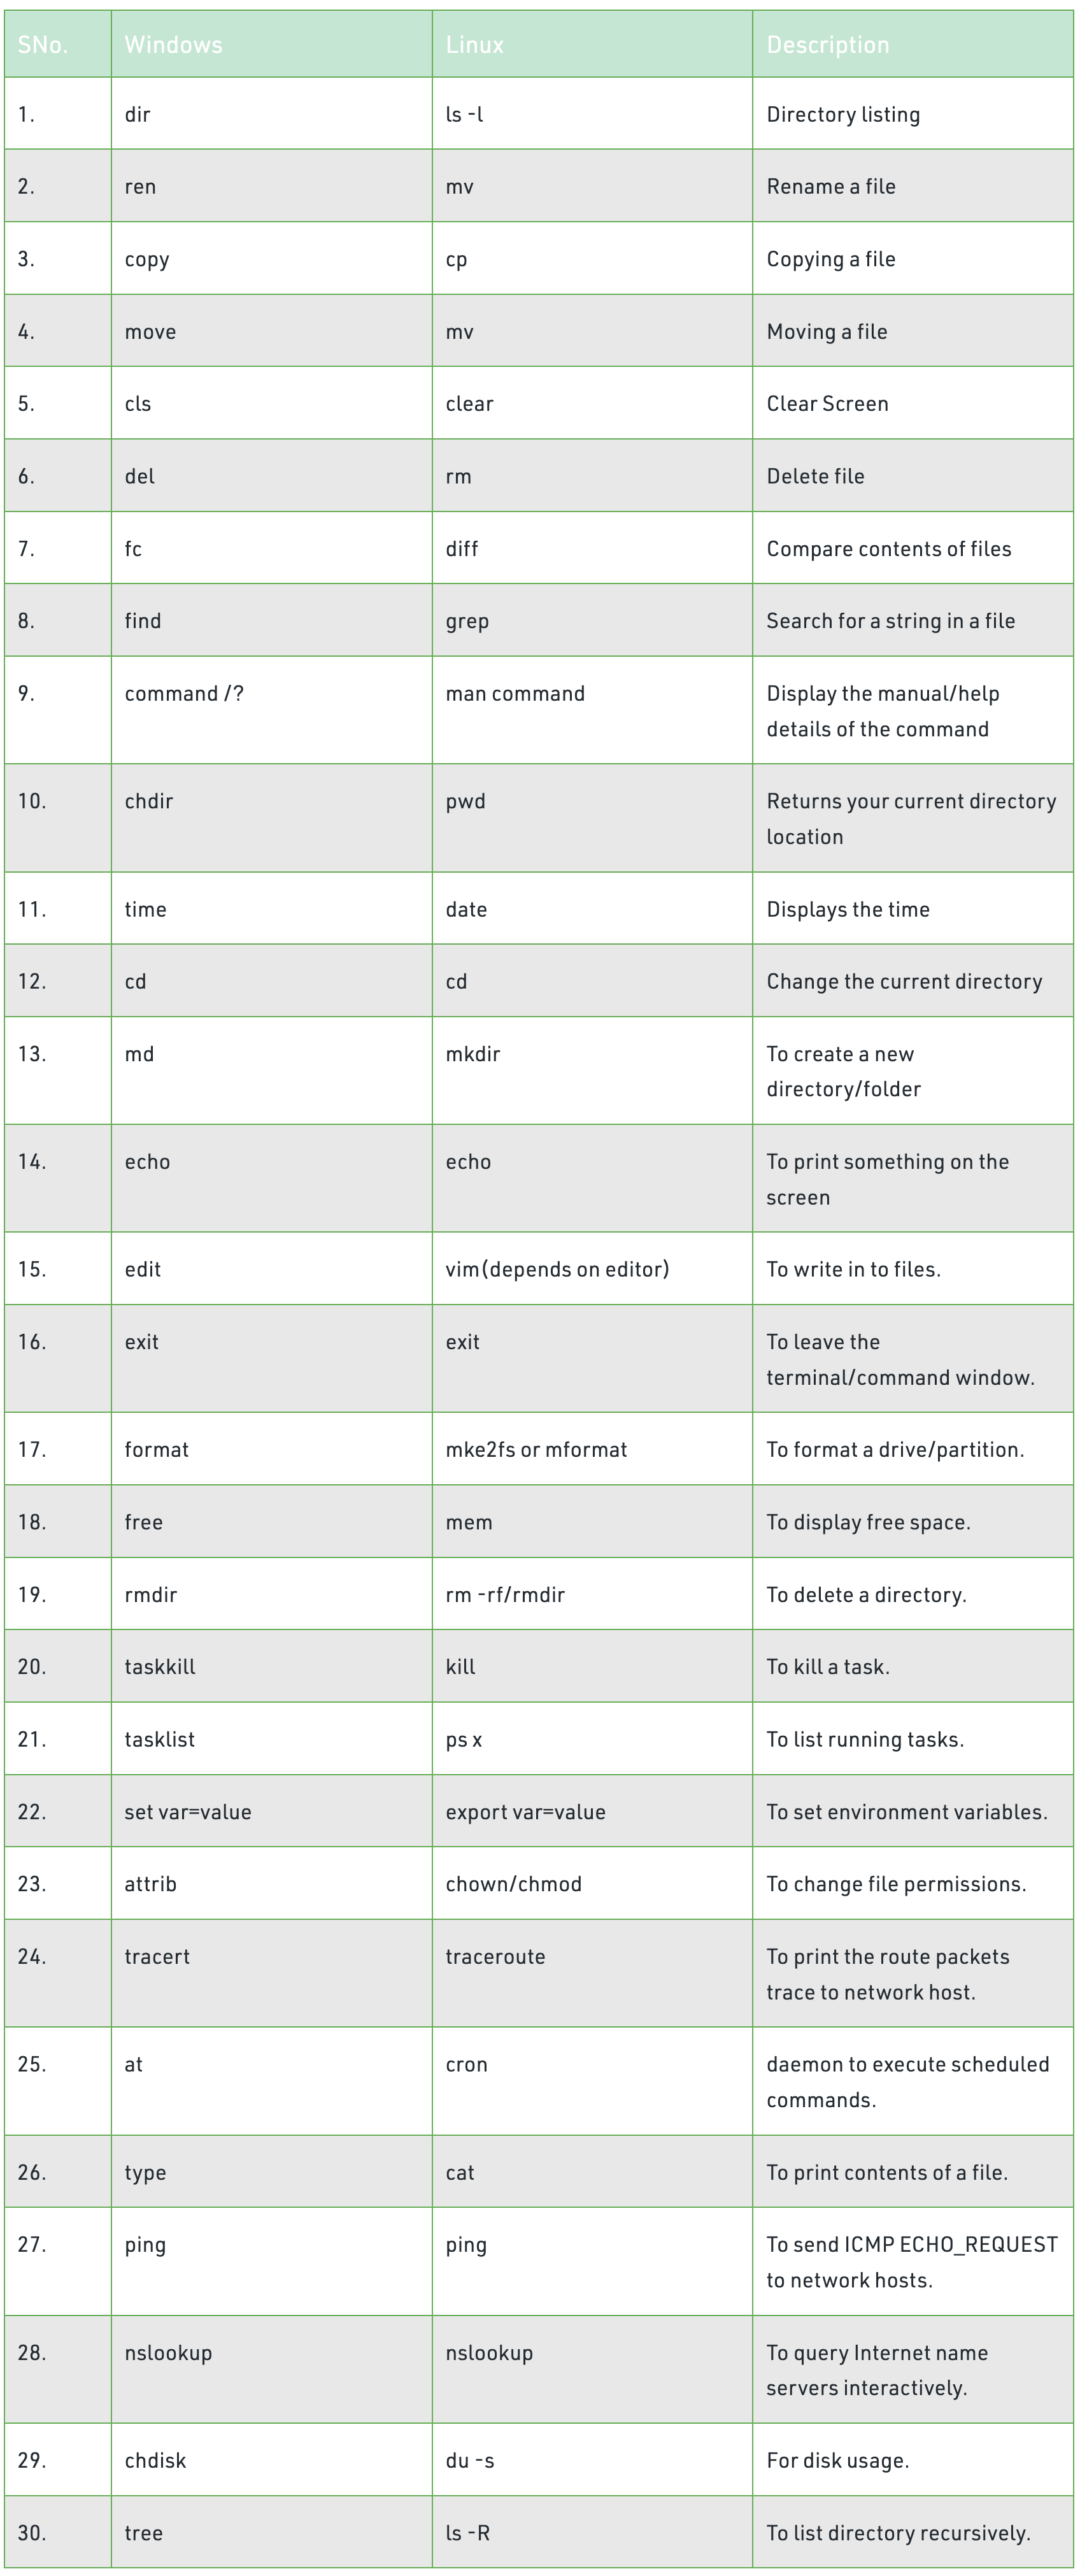 SNo. Windows Linux Description
1. dir ls -l Directory listing
2. ren mv Rename a file
3. copy cp Copying a file
4. move mv Moving a file
5. cls clear Clear Screen
6. del rm Delete file
7. fc diff Compare contents of files
8. find grep Search for a string in a file
9. command /? man command Display the manual/help
details of the command
10. chdir pwd Returns your current directory
location
11. time date Displays the time
12. cd cd Change the current directory
13. md mkdir To create a new
directory/folder
14. echo echo To print something on the
screen
15. edit vim(depends on editor) To write in to files.
16. exit exit To leave the
terminal/command window.
17. format mke2fs or mformat To format a drive/partition.
18. free mem To display free space.
19. rmdir rm -rf/rmdir To delete a directory.
20. taskkill kill To kill a task.
21. tasklist ps x To list running tasks.
22. set var=value export var=value To set environment variables.
23. attrib chown/chmod To change file permissions.
24. tracert traceroute To print the route packets
trace to network host.
25. at cron daemon to execute scheduled
commands.
26. type cat To print contents of a file.
27. ping ping To send ICMP ECHO_REQUEST
to network hosts.
28. nslookup nslookup To query Internet name
servers interactively.
29. chdisk du -s For disk usage.
30. tree ls -R To list directory recursively.